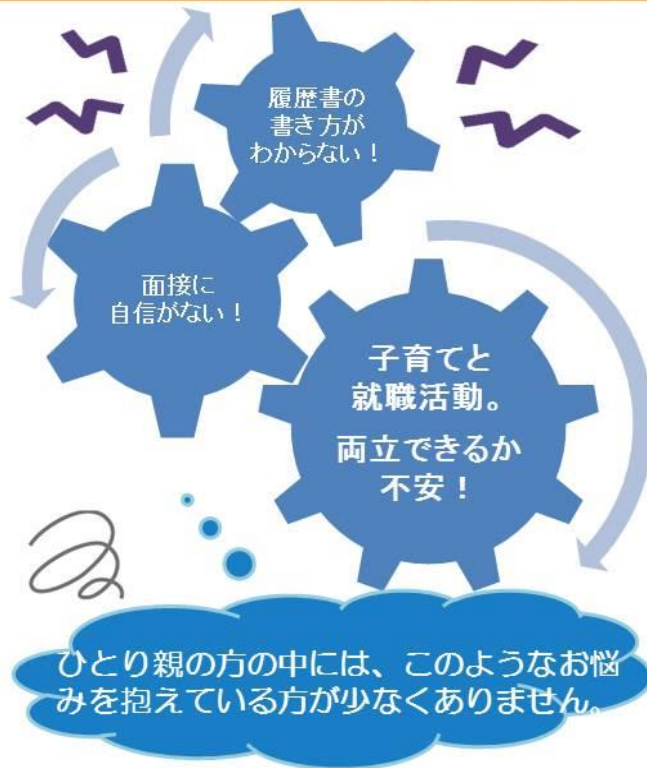 履歴書の
書き方が
わからない！
面接に
自信がない！
子育てと
就職活動。
両立できるか
不安！
ひとり親の方の中には、このようなお悩
みを抱えている方が少なくありません。